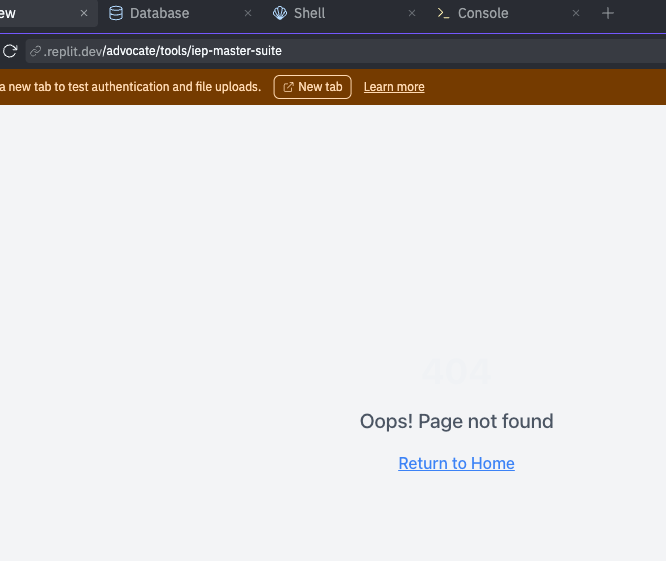 ew Database Shell Console
.replit.dev/advocate/tools/iep-master-suite
a new tab to test authentication and file uploads. New tab Learn more
404
Oops! Page not found
Return to Home